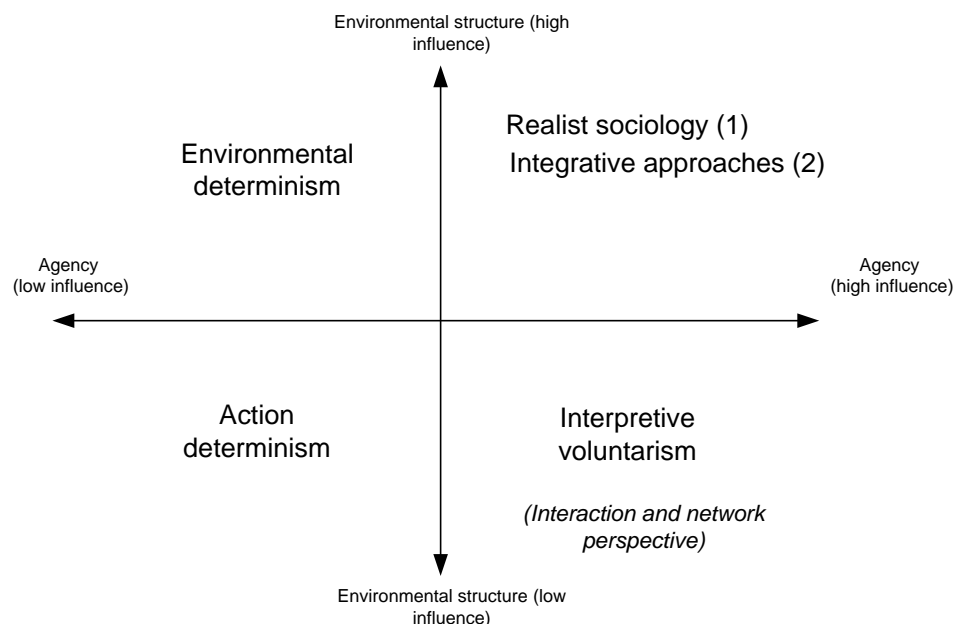 Environmental structure (high
influence)
Realist sociology (1)
Integrative approaches (2)
Environmental
determinism
Agency
(low influence)
Agency
(high influence)
Action
determinism
Interpretive
voluntarism
(Interaction and network
perspective)
Environmental structure (low
influence)